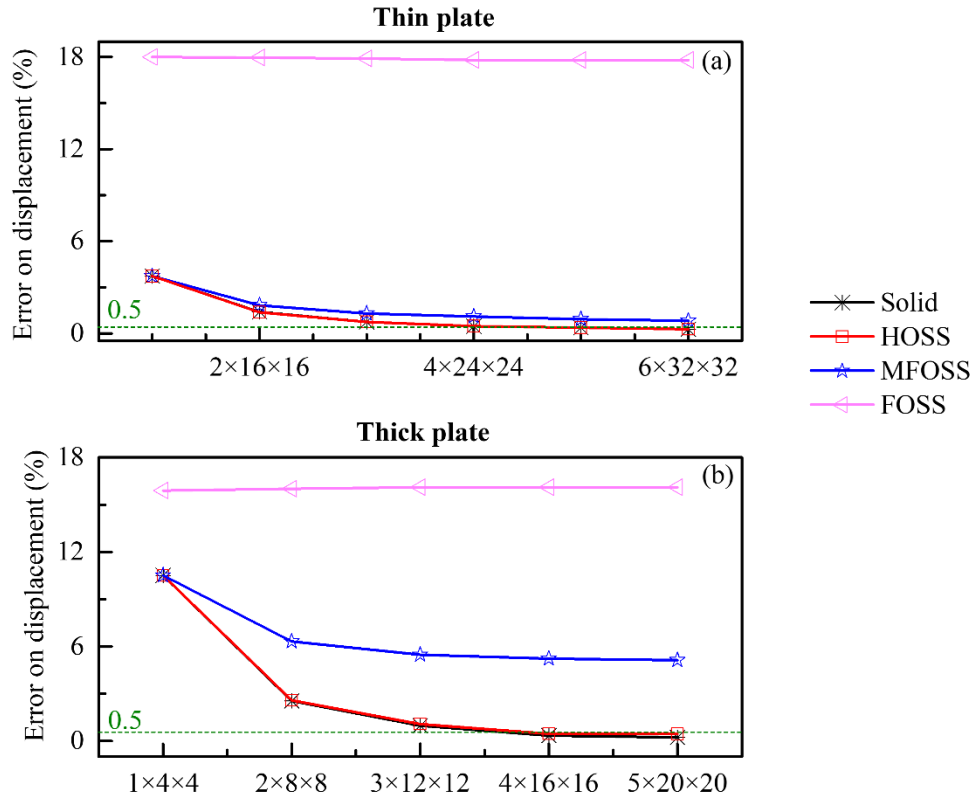 Thin plate
18
(a)
12
6
0.5
0
Error on displacement (%)
2×16×16
4×24×24
6×32×32
Solid
HOSS
MFOSS
FOSS
Thick plate
18
(b)
12
6
0.5
0
Error on displacement (%)
1×4×4
2×8×8
3×12×12
4×16×16
5×20×20